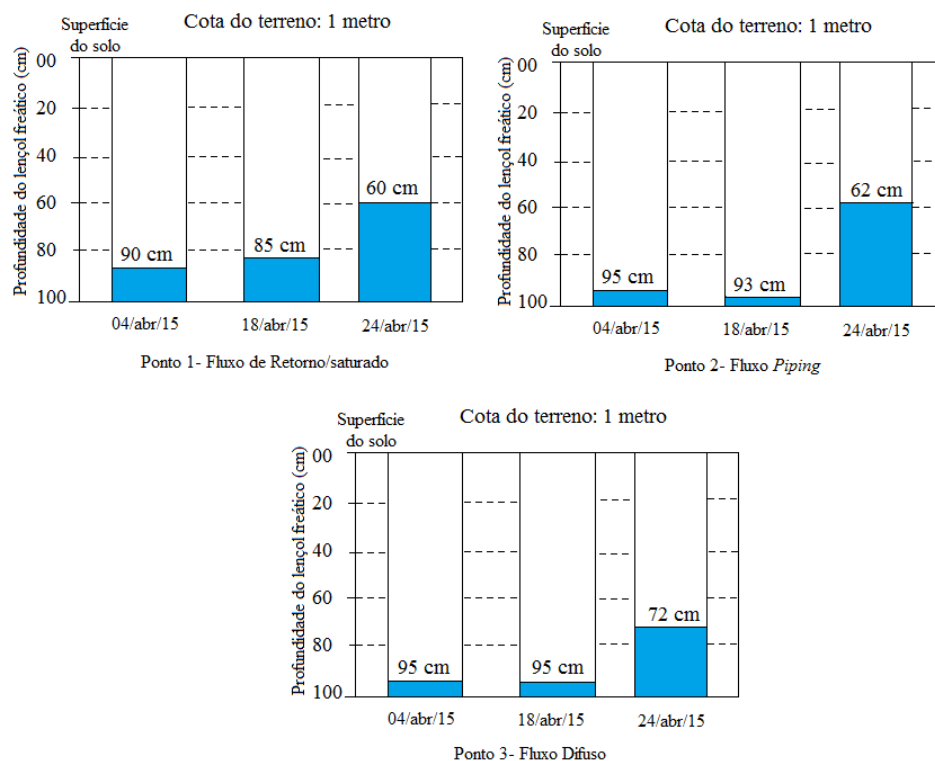 Superfície
do solo
Cota do terreno: 1 metro
Profundidade do lençol freático (cm)
00
20
40
60
80
100
90 cm
85 cm
60 cm
04/abr/15
18/abr/15
24/abr/15
Ponto 1- Fluxo de Retorno/saturado
Superfície
do solo
Cota do terreno: 1 metro
Profundidade do lençol freático (cm)
00
20
40
60
80
100
95 cm
93 cm
62 cm
04/abr/15
18/abr/15
24/abr/15
Ponto 2- Fluxo Piping
Superfície
do solo
Cota do terreno: 1 metro
Profundidade do lençol freático (cm)
00
20
40
60
80
100
95 cm
95 cm
72 cm
04/abr/15
18/abr/15
24/abr/15
Ponto 3- Fluxo Difuso